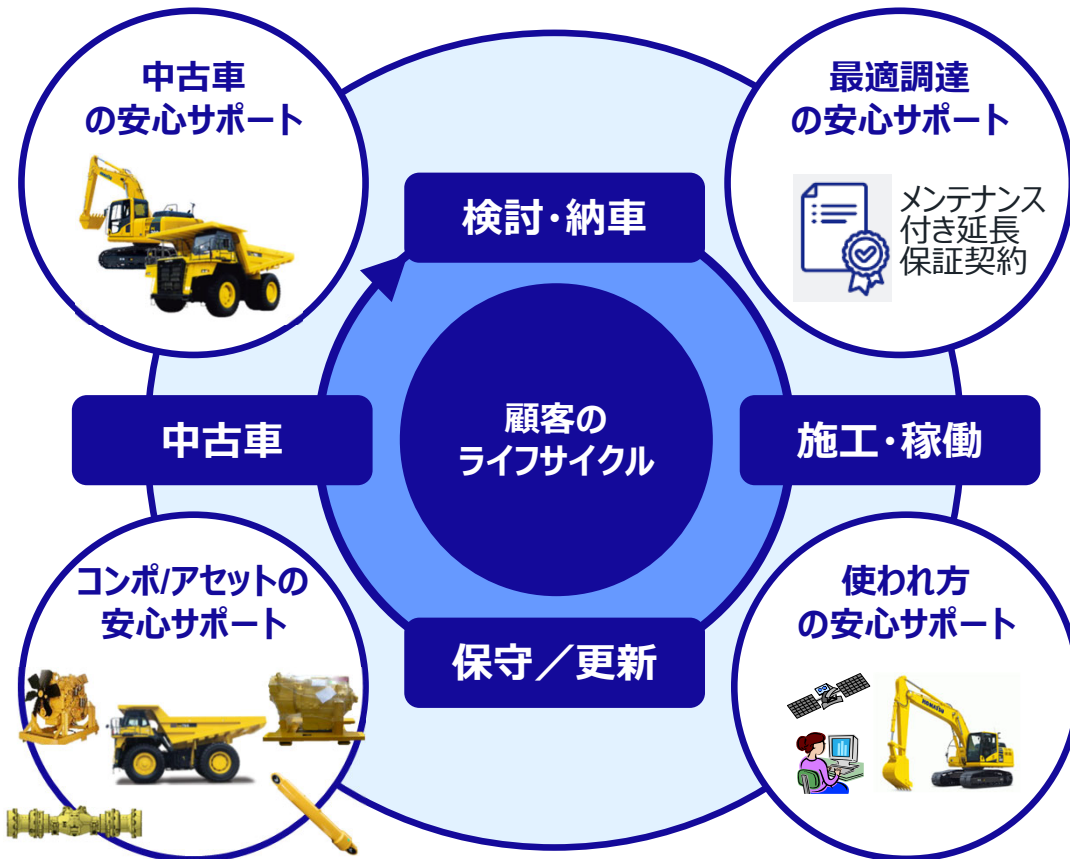 中古車
の安心サポート
最適調達
の安心サポート
メンテナンス
付き延長
保証契約
検討・納車
中古車
顧客の
ライフサイクル
施工・稼働
コンポ/アセットの
安心サポート
保守／更新
使われ方
の安心サポート
KOMATSU